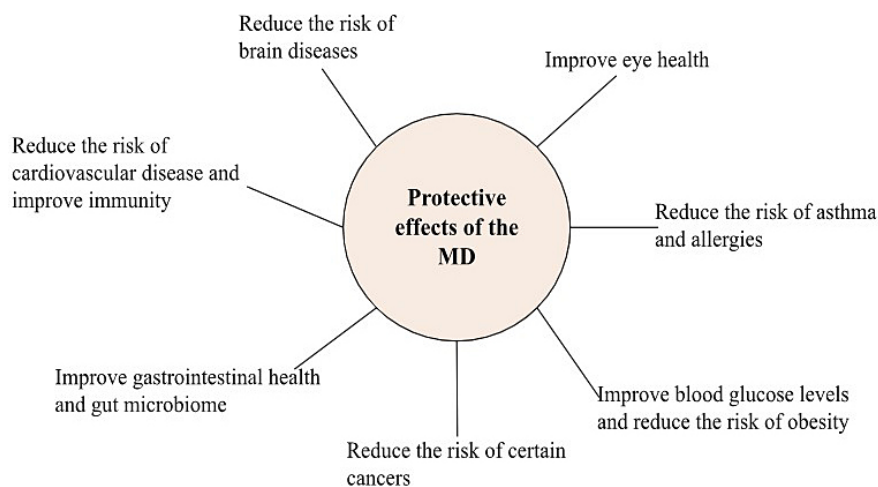 Reduce the risk of
brain diseases
Improve eye health
Reduce the risk of
cardiovascular disease and
improve immunity
Protective
effects of the
MD
Reduce the risk of asthma
and allergies
Improve gastrointestinal health
and gut microbiome
Improve blood glucose levels
and reduce the risk of obesity
Reduce the risk of certain
cancers